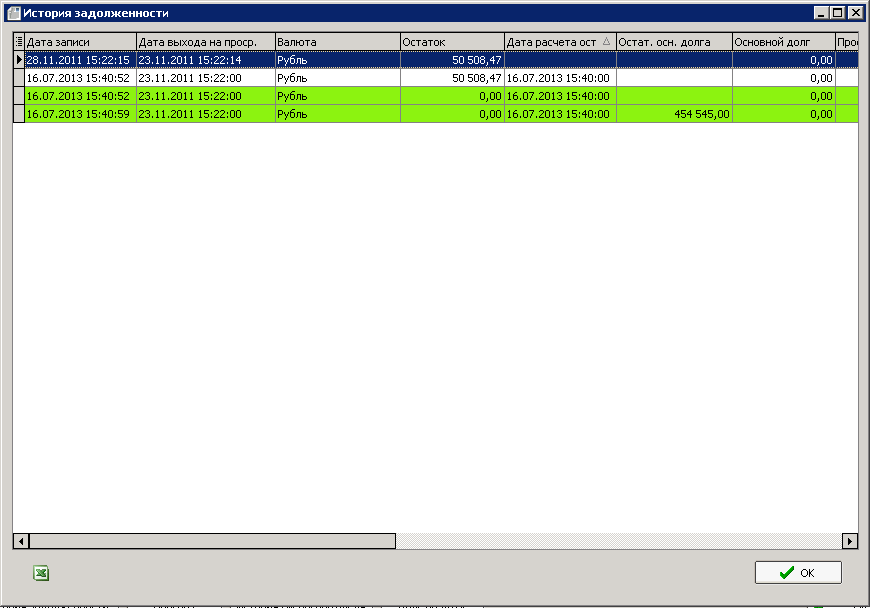 История задолженности
Дата записи Дата выхода на проср. Валюта Остаток Дата расчета ост Остат. осн. долга Основной долг Про
28.11.2011 15:22:15 23.11.2011 15:22:14 Рубль 50 508,47 0,00
16.07.2013 15:40:52 23.11.2011 15:22:00 Рубль 50 508,47 16.07.2013 15:40:00 0,00
16.07.2013 15:40:52 23.11.2011 15:22:00 Рубль 0,00 16.07.2013 15:40:00 0,00
16.07.2013 15:40:59 23.11.2011 15:22:00 Рубль 0,00 16.07.2013 15:40:00 454 545,00 0,00
OK